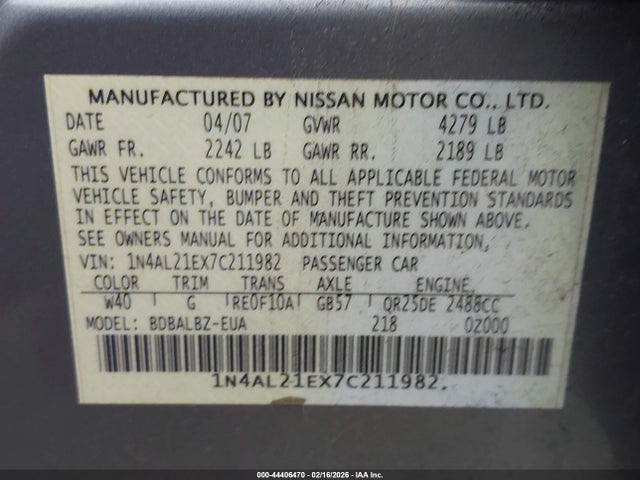 MANUFACTURED BY NISSAN MOTOR CO., LTD.
DATE 04/07 GVWR 4279 LB
GAWR FR. 2242 LB GAWR RR. 2189 LB
THIS VEHICLE CONFORMS TO ALL APPLICABLE FEDERAL MOTOR
VEHICLE SAFETY, BUMPER AND THEFT PREVENTION STANDARDS
IN EFFECT ON THE DATE OF MANUFACTURE SHOWN ABOVE.
SEE OWNERS MANUAL FOR ADDITIONAL INFORMATION,
VIN: 1N4AL21EX7C211982 PASSENGER CAR
COLOR TRIM TRANS AXLE ENGINE
W40 G RE0F10A GB57 QR25DE 2488CC
MODEL: BDBALBZ-EUA 218 0Z000
1N4AL21EX7C211982.
000-44406470 - 02/16/2026 - IAA Inc.